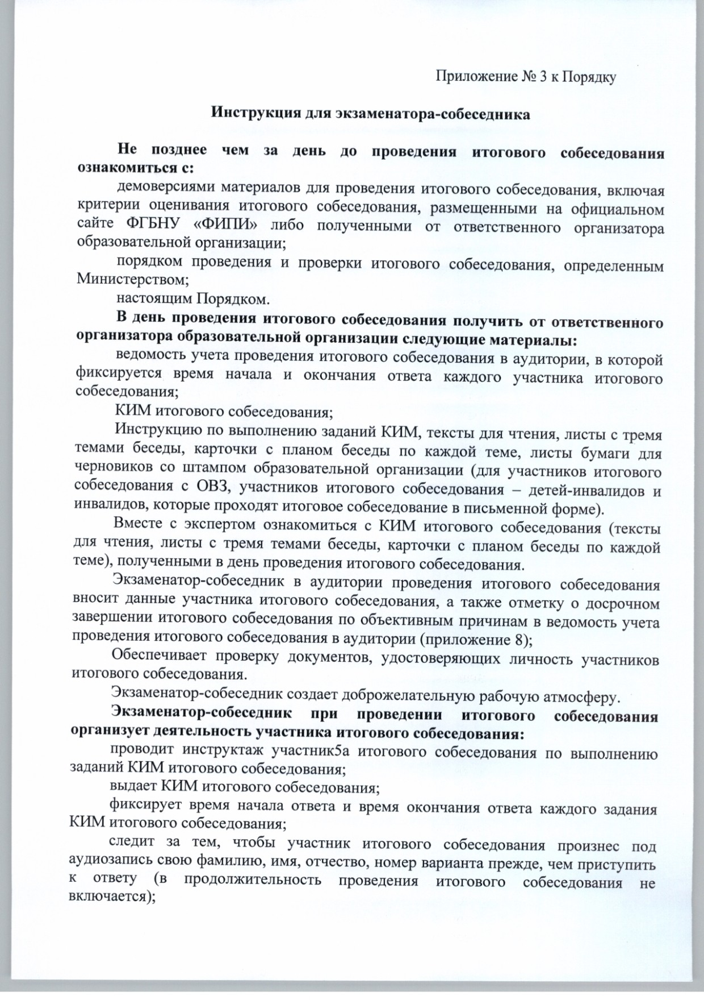 Приложение № 3 к Порядку
Инструкция для экзаменатора-собеседника
Не позднее чем за день до проведения итогового собеседования
ознакомиться с:
демоверсиями материалов для проведения итогового собеседования, включая
критерии оценивания итогового собеседования, размещенными на официальном
сайте ФГБНУ «ФИПИ» либо полученными от ответственного организатора
образовательной организации;
порядком проведения и проверки итогового собеседования, определенным
Министерством;
настоящим Порядком.
В день проведения итогового собеседования получить от ответственного
организатора образовательной организации следующие материалы:
ведомость учета проведения итогового собеседования в аудитории, в которой
фиксируется время начала и окончания ответа каждого участника итогового
собеседования;
КИМ итогового собеседования;
Инструкцию по выполнению заданий КИМ, тексты для чтения, листы с тремя
темами беседы, карточки с планом беседы по каждой теме, листы бумаги для
черновиков со штампом образовательной организации (для участников итогового
собеседования с ОВЗ, участников итогового собеседования – детей-инвалидов и
инвалидов, которые проходят итоговое собеседование в письменной форме).
Вместе с экспертом ознакомиться с КИМ итогового собеседования (тексты
для чтения, листы с тремя темами беседы, карточки с планом беседы по каждой
теме), полученными в день проведения итогового собеседования.
Экзаменатор-собеседник в аудитории проведения итогового собеседования
вносит данные участника итогового собеседования, а также отметку о досрочном
завершении итогового собеседования по объективным причинам в ведомость учета
проведения итогового собеседования в аудитории (приложение 8);
Обеспечивает проверку документов, удостоверяющих личность участников
итогового собеседования.
Экзаменатор-собеседник создает доброжелательную рабочую атмосферу.
Экзаменатор-собеседник при проведении итогового собеседования
организует деятельность участника итогового собеседования:
проводит инструктаж участник5а итогового собеседования по выполнению
заданий КИМ итогового собеседования;
выдает КИМ итогового собеседования;
фиксирует время начала ответа и время окончания ответа каждого задания
КИМ итогового собеседования;
следит за тем, чтобы участник итогового собеседования произнес под
аудиозапись свою фамилию, имя, отчество, номер варианта прежде, чем приступить
к ответу (в продолжительность проведения итогового собеседования не
включается);